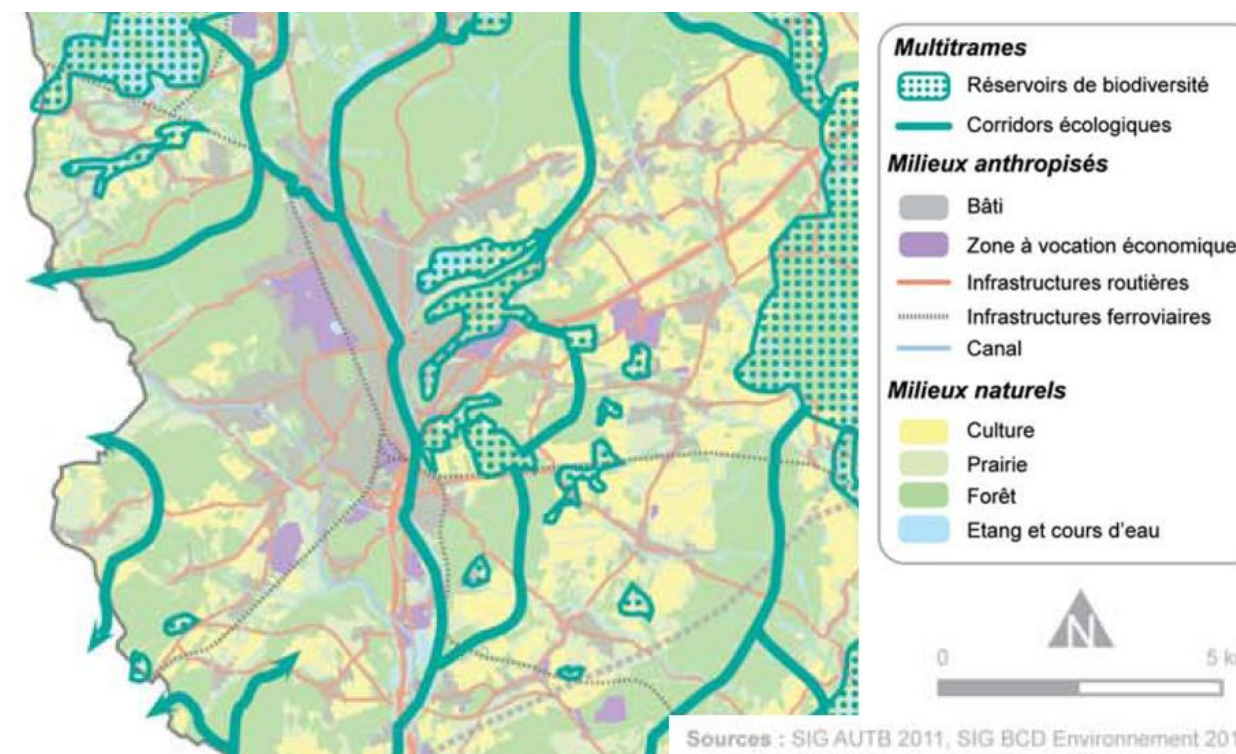 Multitrames
Réservoirs de biodiversité
Corridors écologiques
Milieux anthropisés
Bâti
Zone à vocation économique
Infrastructures routières
Infrastructures ferroviaires
Canal
Milieux naturels
Culture
Prairie
Forêt
Etang et cours d'eau
N
0 5 k
Sources : SIG AUTB 2011, SIG BCD Environnement 201